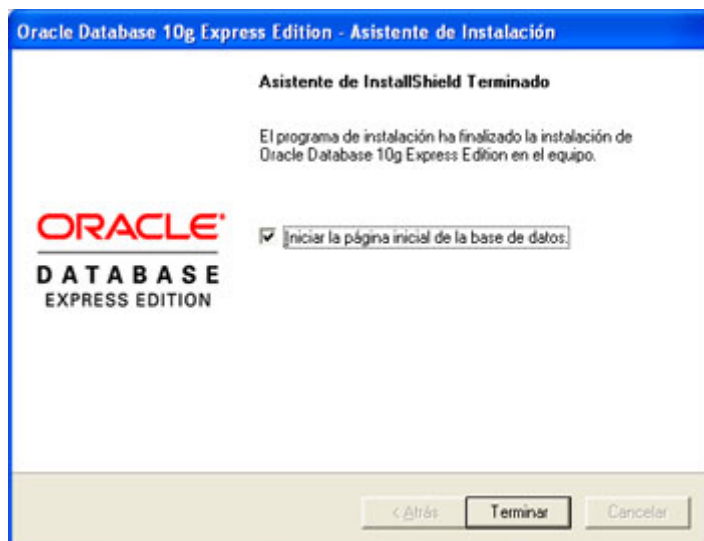 Oracle Database 10g Express Edition - Asistente de Instalación
Asistente de InstallShield Terminado
El programa de instalación ha finalizado la instalación de
Oracle Database 10g Express Edition en el equipo.
ORACLE
DATABASE
EXPRESS EDITION
Iniciar la página inicial de la base de datos.
< Atrás
Terminar
Cancelar